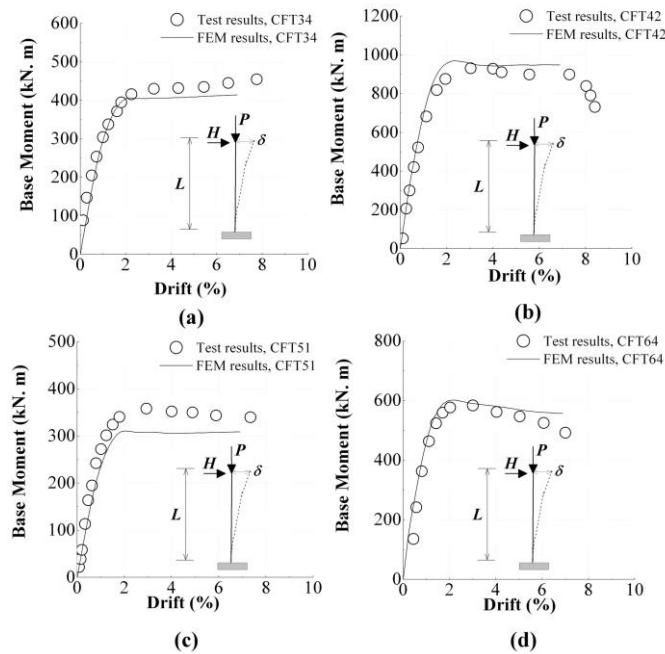 Test results, CFT34
FEM results, CFT34
600
500
400
300
200
100
0
0 2 4 6 8 10
Base Moment (kN. m)
Drift (%)
P
H
δ
L
(a)
Test results, CFT42
FEM results, CFT42
1200
1000
800
600
400
200
0
0 2 4 6 8 10
Base Moment (kN. m)
Drift (%)
P
H
δ
L
(b)
Test results, CFT51
FEM results, CFT51
500
400
300
200
100
0
0 2 4 6 8 10
Base Moment (kN. m)
Drift (%)
P
H
δ
L
(c)
Test results, CFT64
FEM results, CFT64
800
600
400
200
0
0 2 4 6 8 10
Base Moment (kN. m)
Drift (%)
P
H
δ
L
(d)